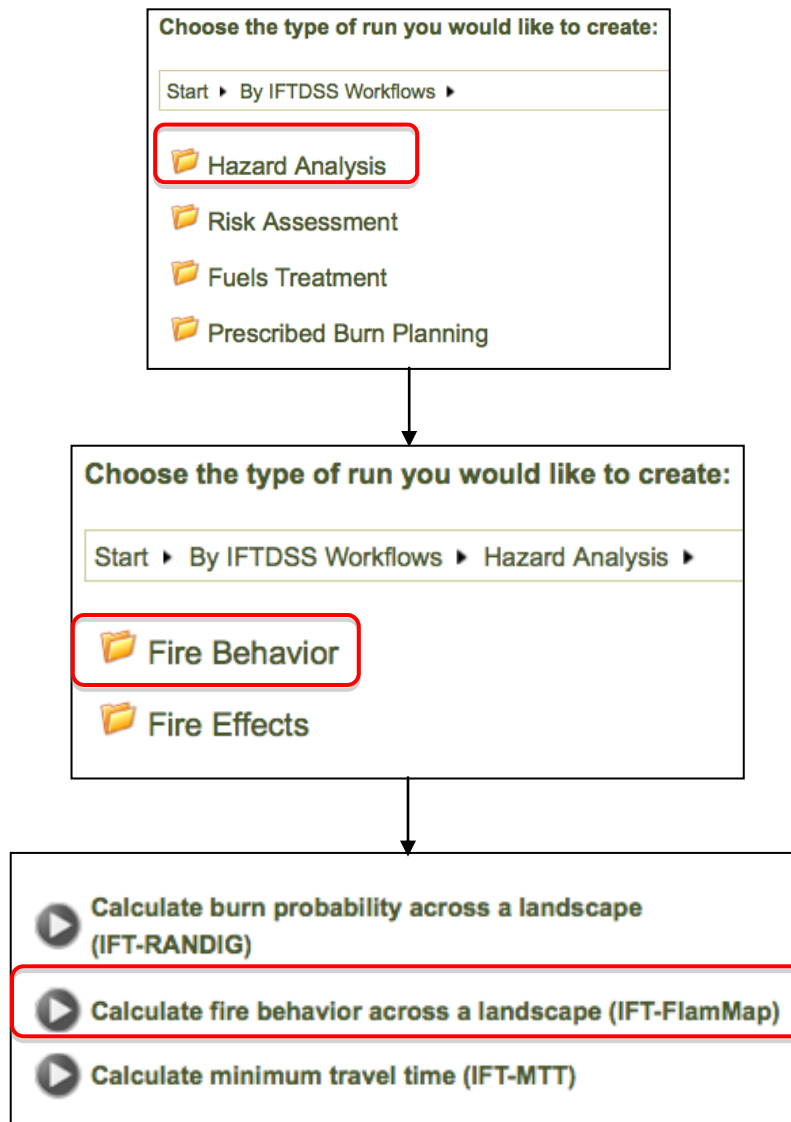 Choose the type of run you would like to create:
Start ▸ By IFTDSS Workflows ▸
Hazard Analysis
Risk Assessment
Fuels Treatment
Prescribed Burn Planning
Choose the type of run you would like to create:
Start ▸ By IFTDSS Workflows ▸ Hazard Analysis ▸
Fire Behavior
Fire Effects
Calculate burn probability across a landscape
(IFT-RANDIG)
Calculate fire behavior across a landscape (IFT-FlamMap)
Calculate minimum travel time (IFT-MTT)